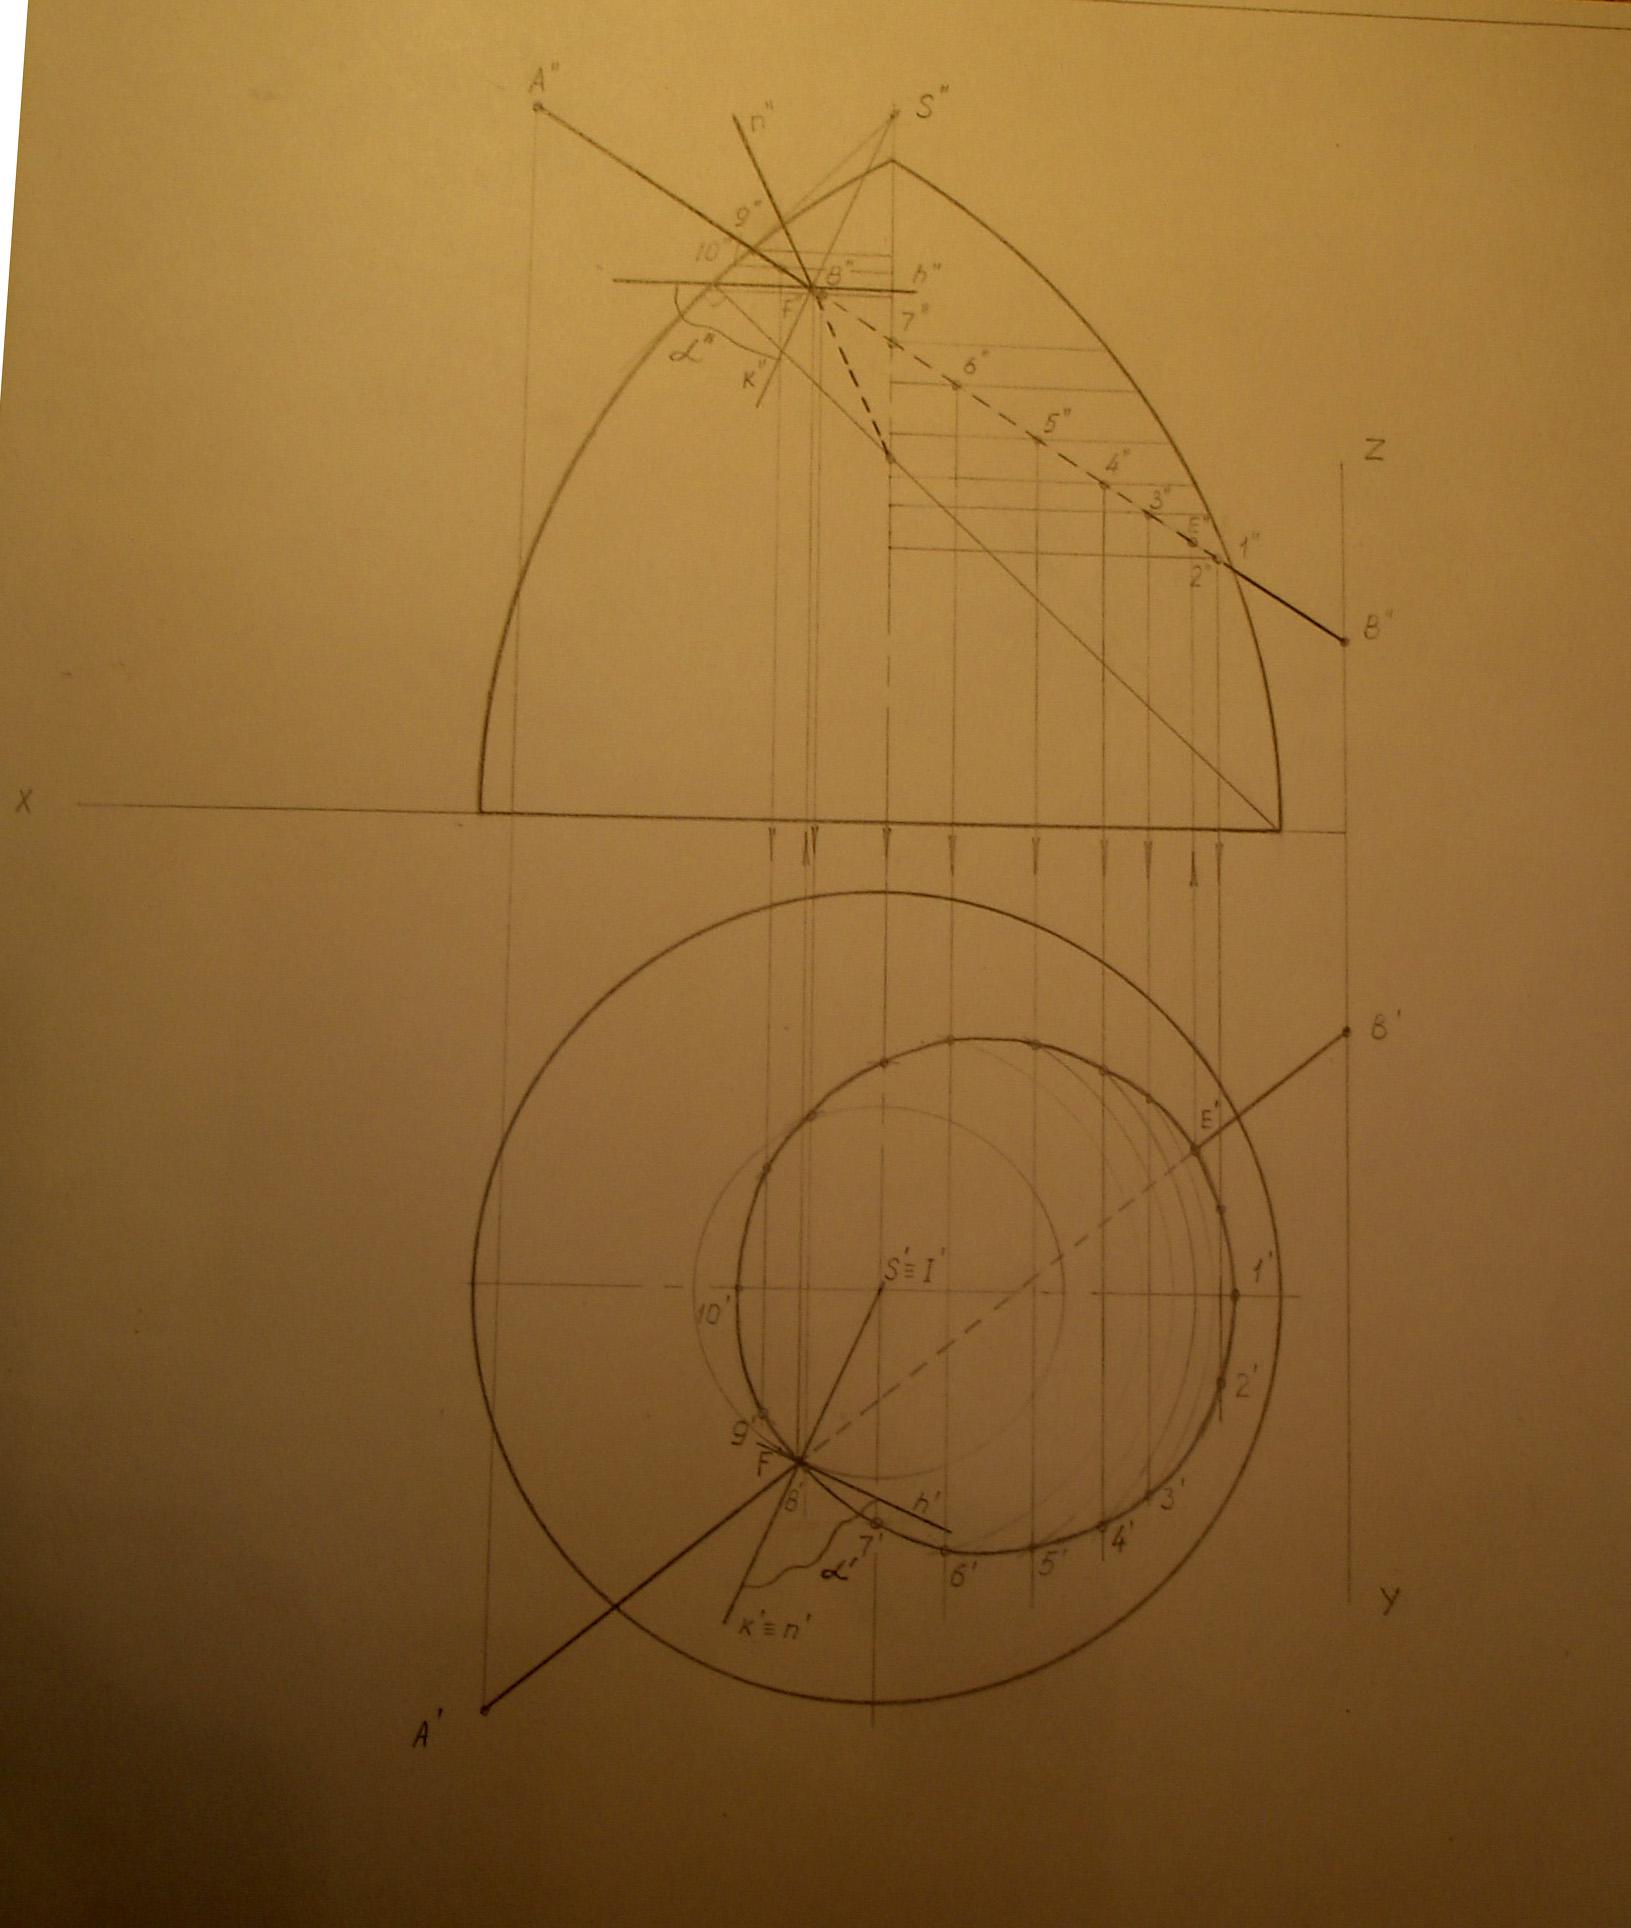 A"
S"
n"
9"
10"
8"
h"
F"
7"
α"
6"
K"
5"
Z
4"
3"
E"
1"
2"
B"
X
B'
E'
S'≡I'
1'
10'
2'
9'
F'
8'
h'
3'
7'
4'
α'
6'
5'
K'≡n'
Y
A'